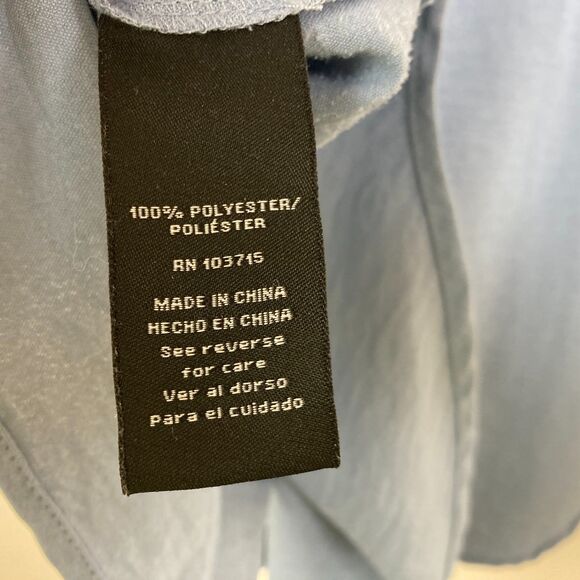 100% POLYESTER/
POLIÉSTER
RN 103715
MADE IN CHINA
HECHO EN CHINA
See reverse
for care
Ver al dorso
Para el cuidado